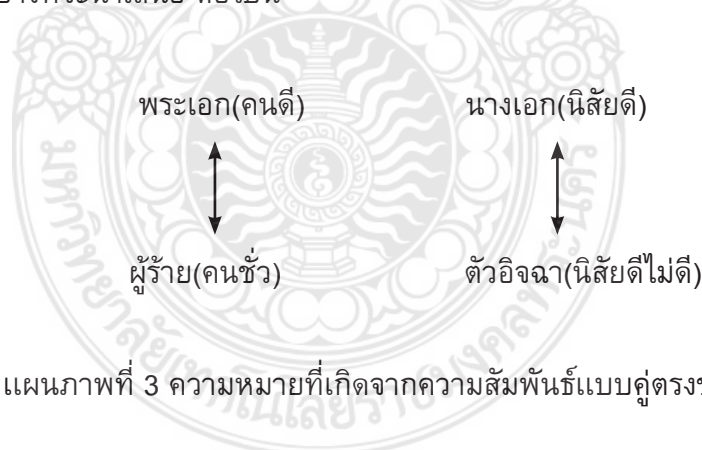 พระเอก(คนดี) นางเอก(นิสัยดี)
ผู้ร้าย(คนชั่ว) ตัวอิจฉา(นิสัยดีไม่ดี)
แผนภาพที่ 3 ความหมายที่เกิดจากความสัมพันธ์แบบคู่ตรง